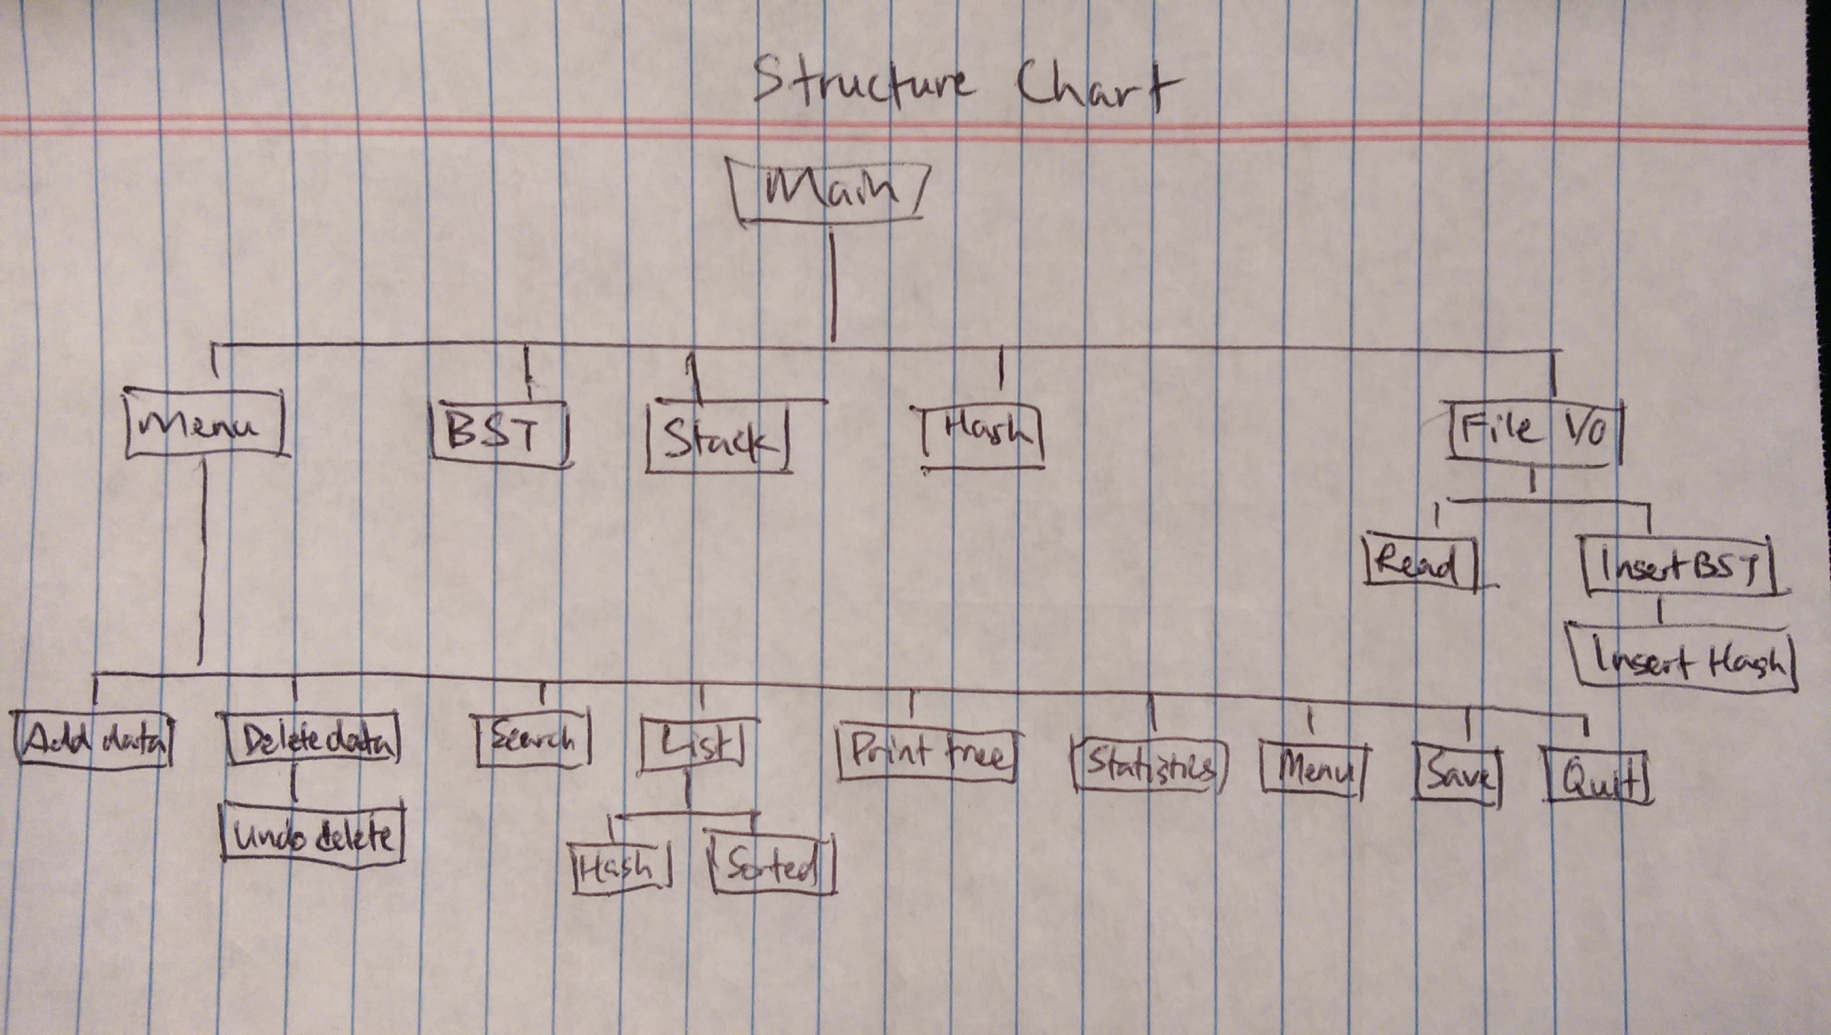 Structure Chart
Main
Menu BST Stack Hash File I/O
Read Insert BST
Insert Hash
Add data Delete data Search List Print tree Statistics Menu Save Quit
Undo delete Hash Sorted